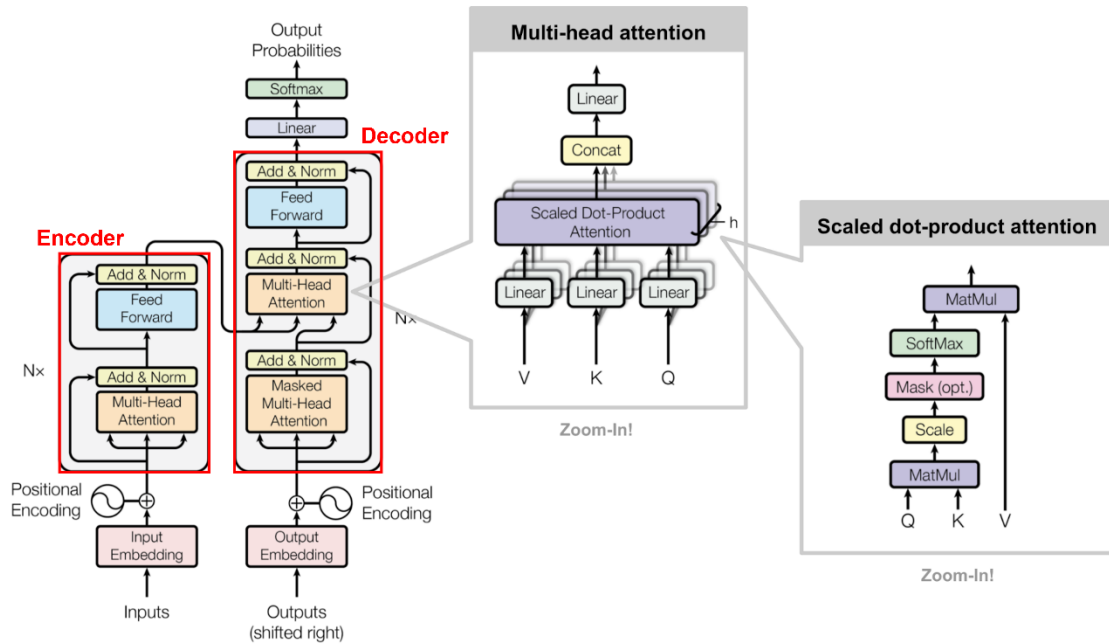 Output
Probabilities
Softmax
Linear
Decoder
Add & Norm
Feed
Forward
Add & Norm
Multi-Head
Attention
Nx
Add & Norm
Masked
Multi-Head
Attention
Positional
Encoding
Output
Embedding
Outputs
(shifted right)
Encoder
Add & Norm
Feed
Forward
Nx
Add & Norm
Multi-Head
Attention
Positional
Encoding
Input
Embedding
Inputs
Multi-head attention
Linear
Concat
Scaled Dot-Product
Attention
h
Linear
Linear
Linear
V
K
Q
Zoom-In!
Scaled dot-product attention
MatMul
SoftMax
Mask (opt.)
Scale
MatMul
Q
K
V
Zoom-In!